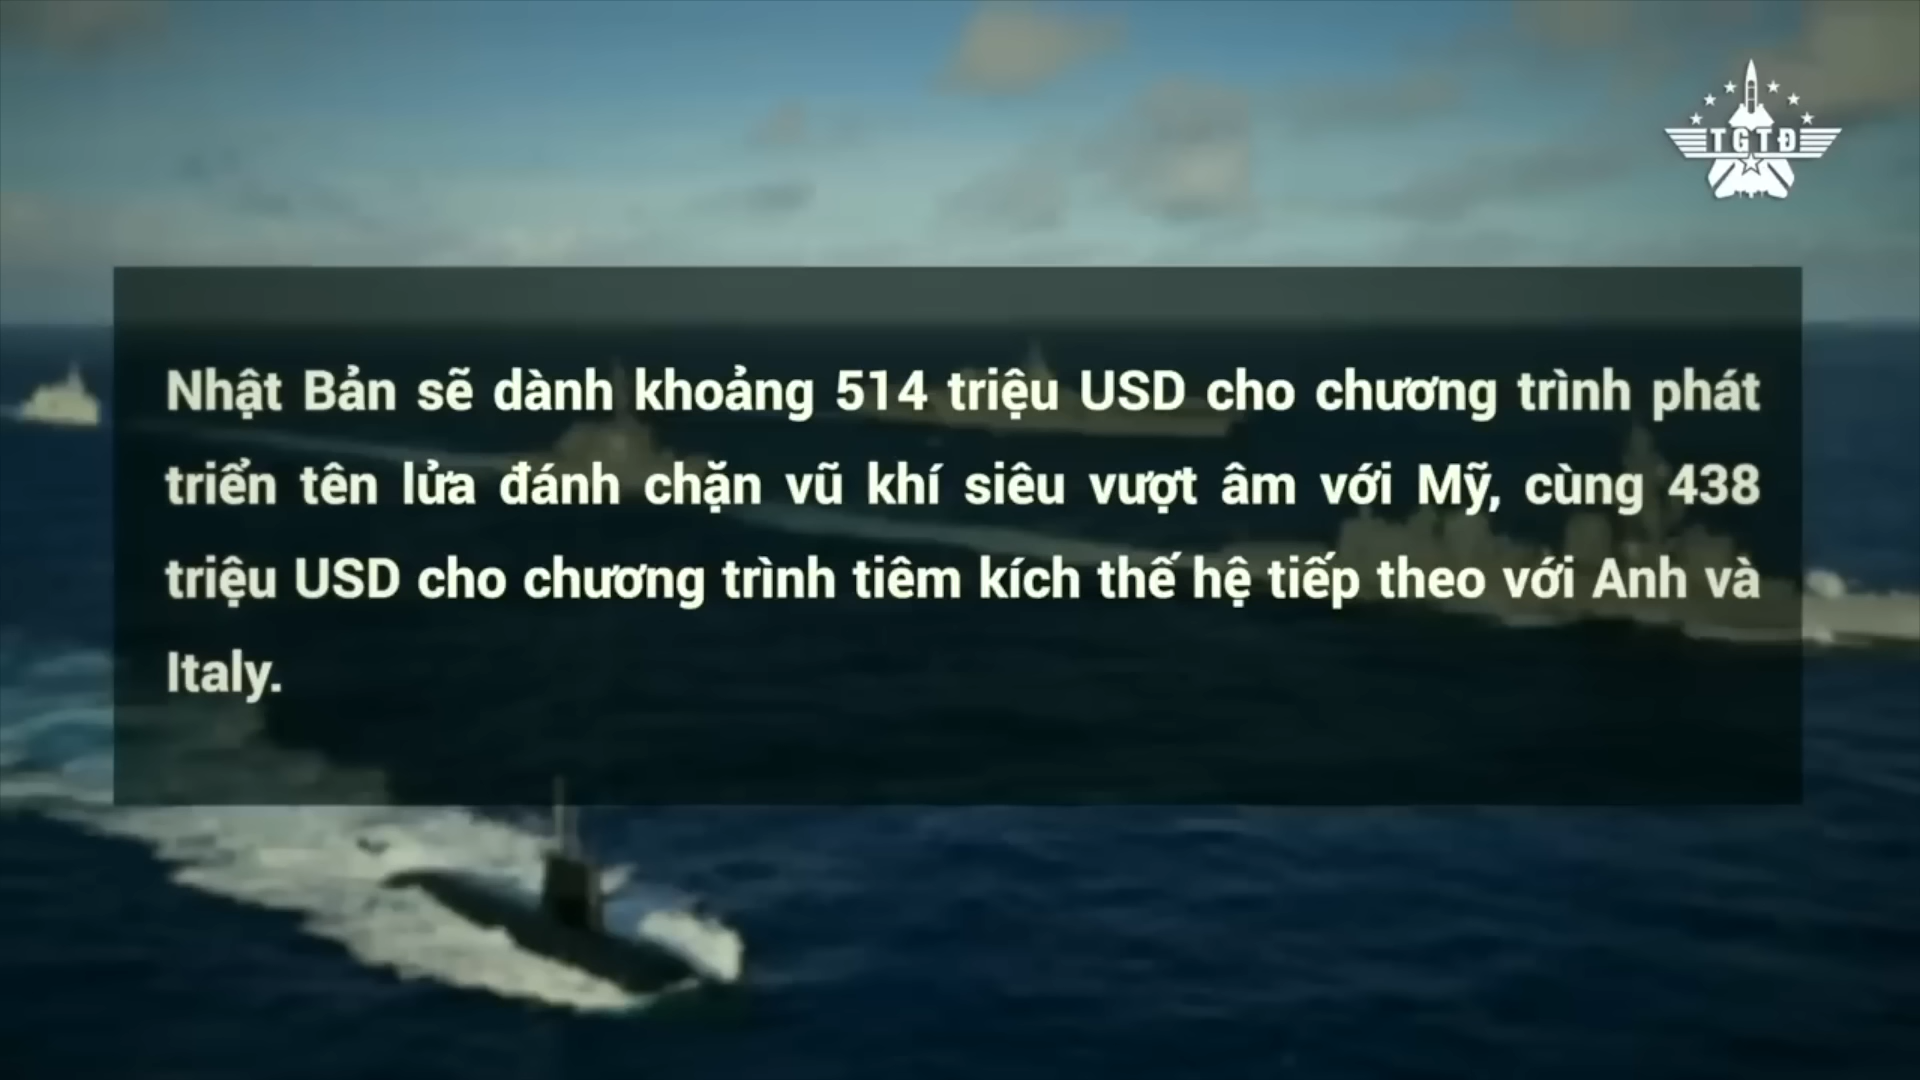 TGTĐ
Nhật Bản sẽ dành khoảng 514 triệu USD cho chương trình phát
triển tên lửa đánh chặn vũ khí siêu vượt âm với Mỹ, cùng 438
triệu USD cho chương trình tiêm kích thế hệ tiếp theo với Anh và
Italy.